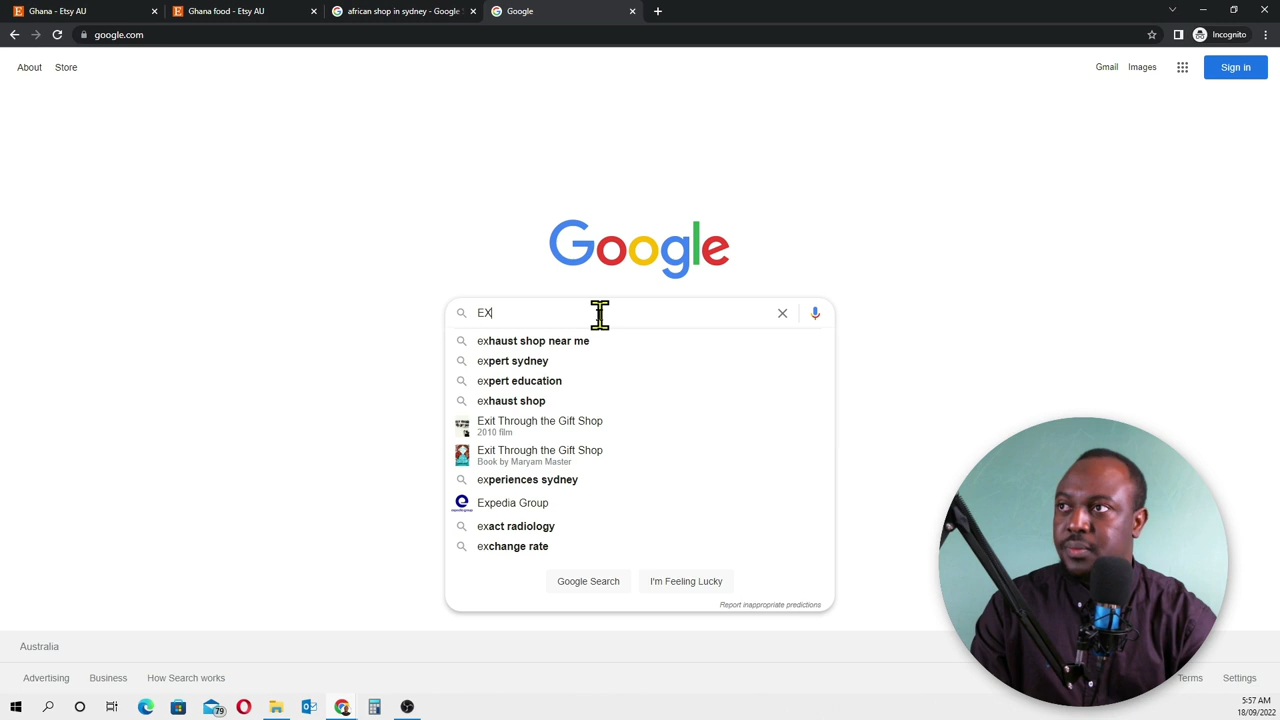 Ghana - Etsy AU
Ghana food - Etsy AU
african shop in sydney - Google S
Google
google.com
Incognito
About
Store
Gmail
Images
Sign in
Google
EX
exhaust shop near me
expert sydney
expert education
exhaust shop
Exit Through the Gift Shop
2010 film
Exit Through the Gift Shop
Book by Maryam Master
experiences sydney
Expedia Group
exact radiology
exchange rate
Google Search
I'm Feeling Lucky
Report inappropriate predictions
Australia
Advertising
Business
How Search works
Terms
Settings
79
5:57 AM
18/09/2022